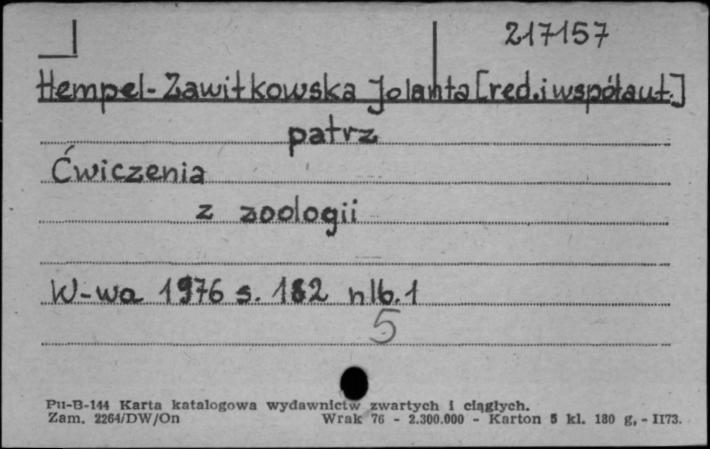 217157
Hempel-Zawitkowska Jolanta [red. i współaut.]
patrz
Ćwiczenia
z zoologii
W-wa 1976 s. 182 nlb. 1
5
Pu-B-144 Karta katalogowa wydawnictw zwartych i ciągłych.
Zam. 2264/DW/On Wrak 76 - 2.300.000 - Karton 5 kl. 180 g. - II73.